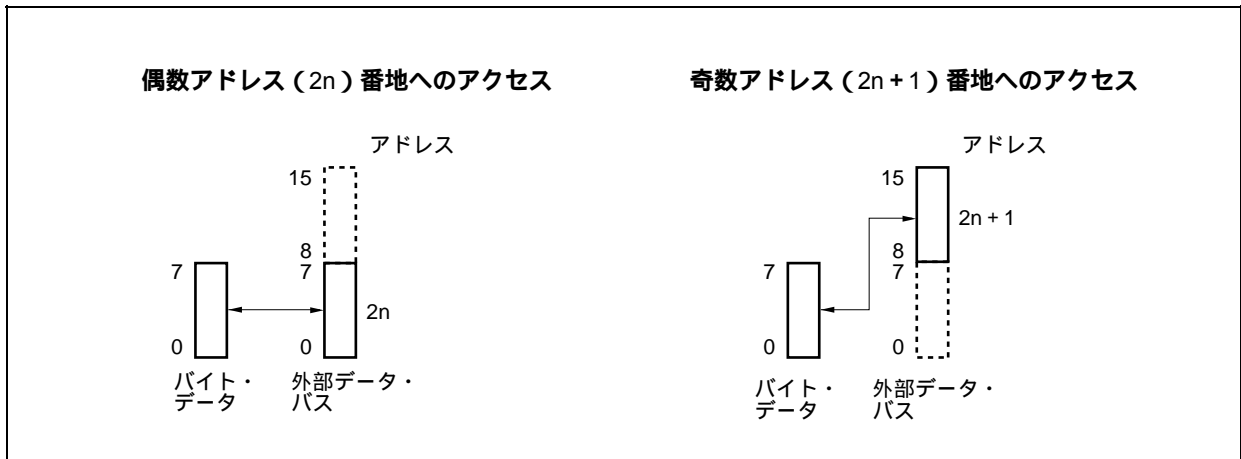 偶数アドレス（2n）番地へのアクセス
アドレス
15
8
7
7
2n
0
0
バイト・
データ
外部データ・
バス
奇数アドレス（2n + 1）番地へのアクセス
アドレス
15
2n + 1
8
7
7
0
0
バイト・
データ
外部データ・
バス